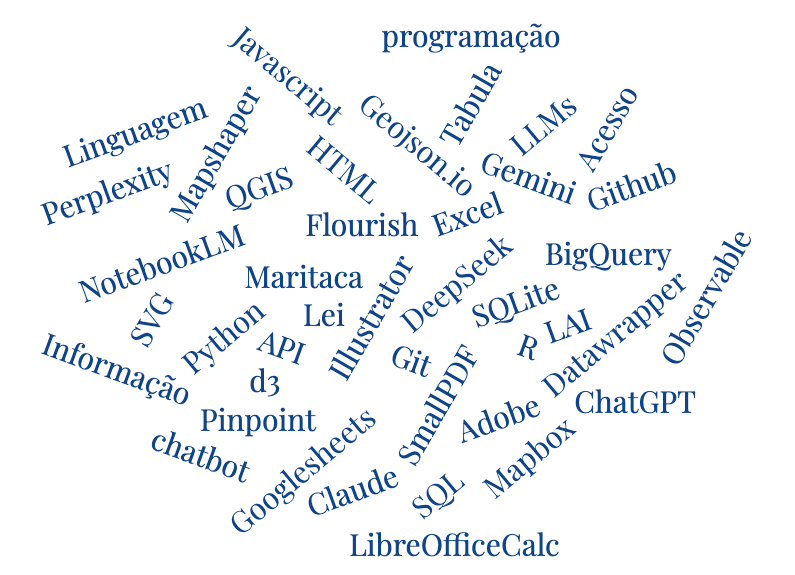 programação
Javascript
Tabula
Geojson.io
LLMs
Acesso
Linguagem
Mapshaper
HTML
Perplexity
QGIS
Gemini
Github
Flourish
Excel
NotebookLM
BigQuery
Maritaca
DeepSeek
Observable
SVG
Lei
Illustrator
SQLite
Python
API
LAI
R
Datawrapper
Informação
d3
Git
SmallPDF
Pinpoint
Adobe
ChatGPT
chatbot
Googlesheets
Claude
SQL
Mapbox
LibreOfficeCalc